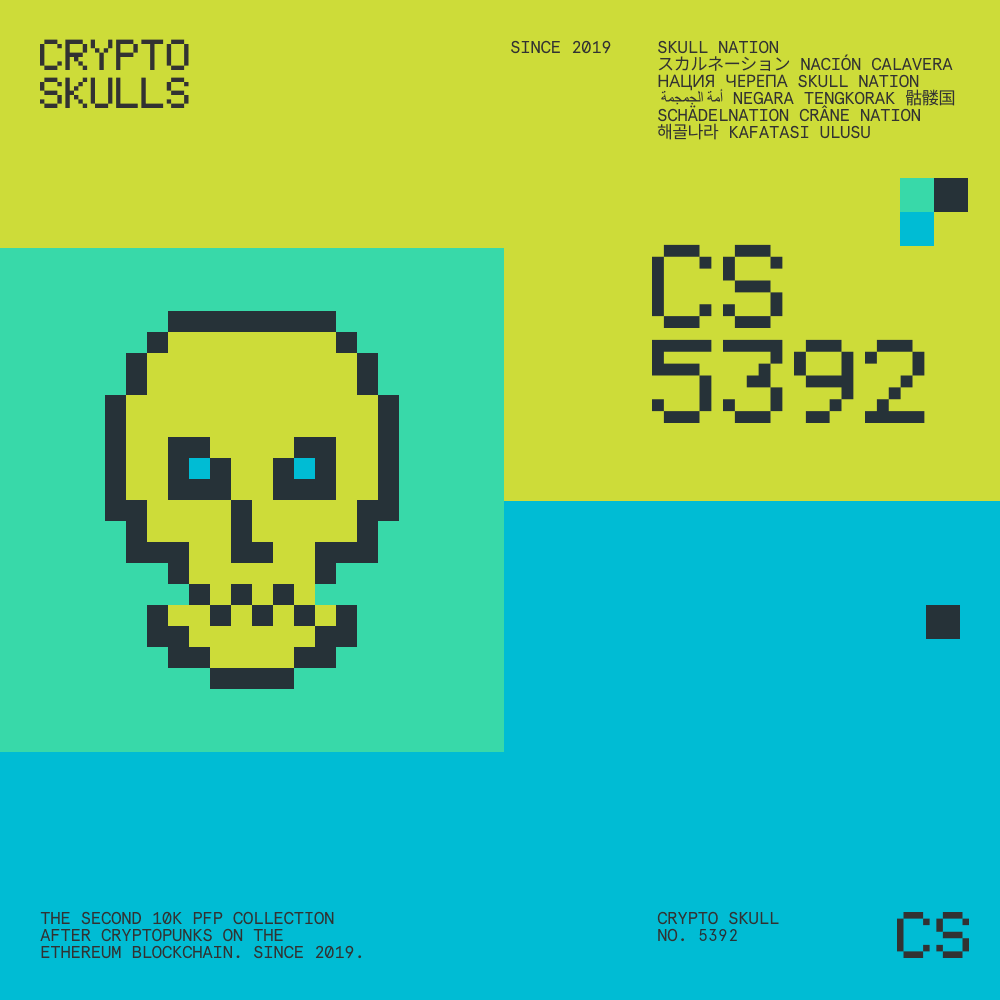 CRYPTO
SKULLS
SINCE 2019
SKULL NATION
スカルネーション NACIÓN CALAVERA
НАЦИЯ ЧЕРЕПА SKULL NATION
أمة الجمجمة NEGARA TENGKORAK 骷髅国
SCHÄDELNATION CRÂNE NATION
해골나라 KAFATASI ULUSU
CS
5392
THE SECOND 10K PFP COLLECTION
AFTER CRYPTOPUNKS ON THE
ETHEREUM BLOCKCHAIN. SINCE 2019.
CRYPTO SKULL
NO. 5392
CS